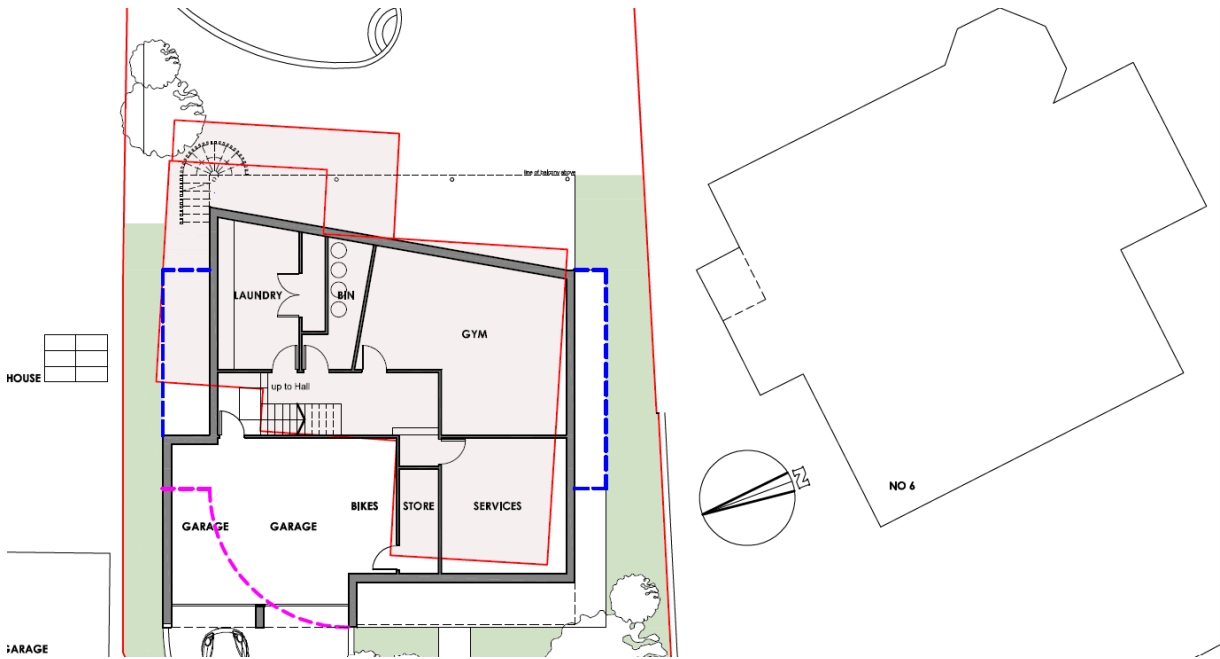 line of balcony above
LAUNDRY
BIN
GYM
HOUSE
up to Hall
N
NO 6
BIKES
STORE
SERVICES
GARAGE
GARAGE
GARAGE